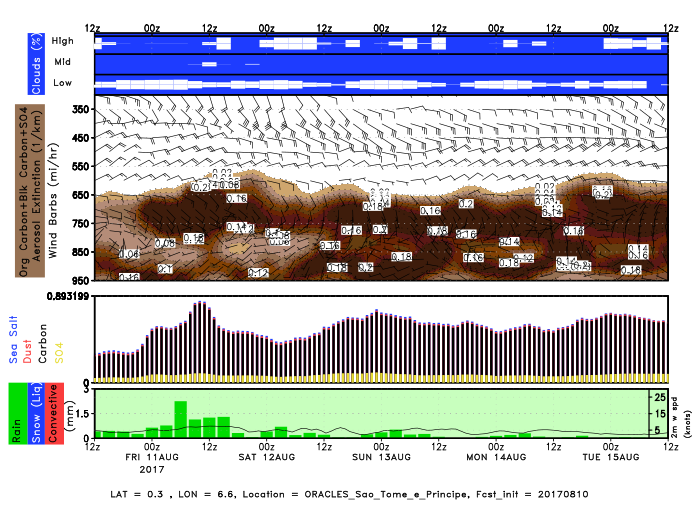 12z 00z 12z 00z 12z 00z 12z 00z 12z 00z 12z
Clouds (%)
High
Mid
Low
Org Carbon+Blk Carbon+SO4
Aerosol Extinction (1/km)
Wind Barbs (mi/hr)
350
450
550
650
750
850
950
0.893199
0
Sea Salt
Dust
Carbon
SO4
Rain
Snow (Liq)
Convective
(mm)
3
1.5
0
25
15
5
2m w spd
(knots)
12z 00z 12z 00z 12z 00z 12z 00z 12z 00z 12z
FRI 11AUG SAT 12AUG SUN 13AUG MON 14AUG TUE 15AUG
2017
LAT = 0.3 , LON = 6.6, Location = ORACLES_Sao_Tome_e_Principe, Fcst_init = 20170810